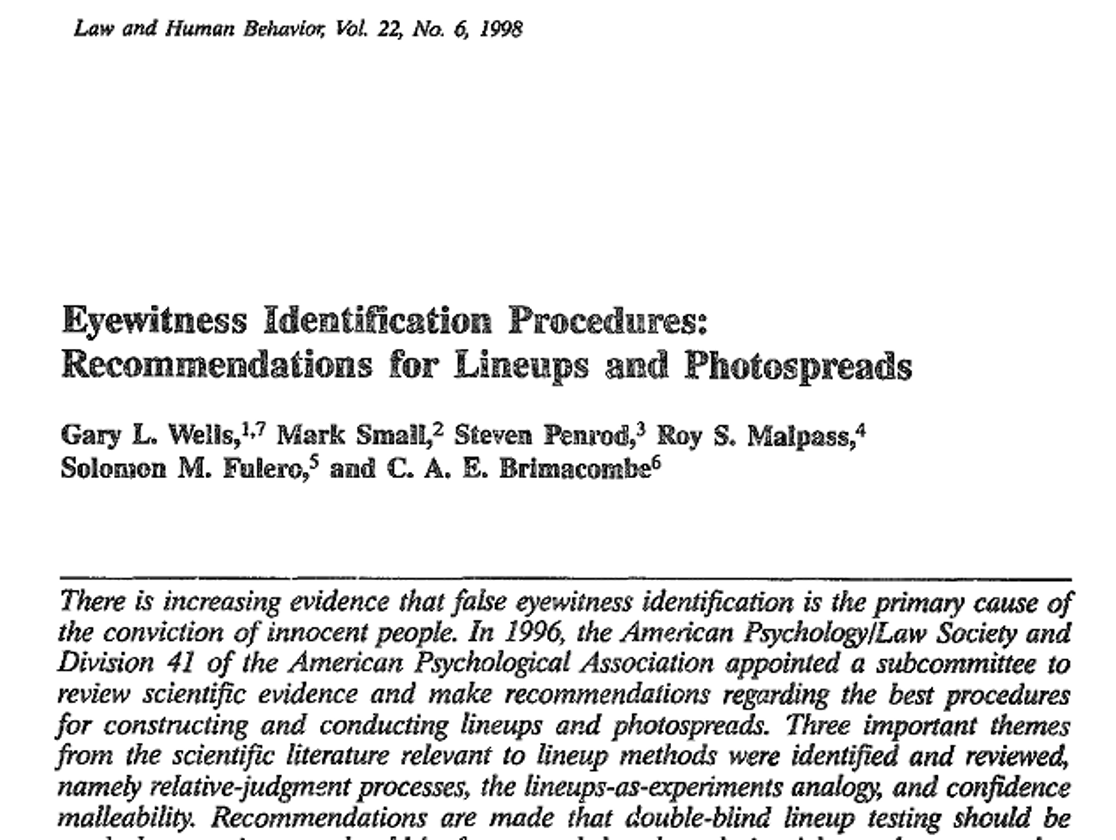 Law and Human Behavior, Vol. 22, No. 6, 1998
Eyewitness Identification Procedures:
Recommendations for Lineups and Photospreads
Gary L. Wells,1,7 Mark Small,2 Steven Penrod,3 Roy S. Malpass,4
Solomon M. Fulero,5 and C. A. E. Brimacombe6
There is increasing evidence that false eyewitness identification is the primary cause of
the conviction of innocent people. In 1996, the American Psychology/Law Society and
Division 41 of the American Psychological Association appointed a subcommittee to
review scientific evidence and make recommendations regarding the best procedures
for constructing and conducting lineups and photospreads. Three important themes
from the scientific literature relevant to lineup methods were identified and reviewed,
namely relative-judgment processes, the lineups-as-experiments analogy, and confidence
malleability. Recommendations are made that double-blind lineup testing should be